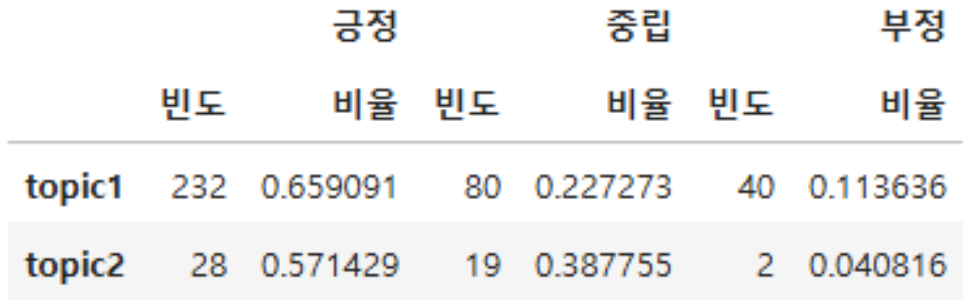 긍정 중립 부정
빈도 비율 빈도 비율 빈도 비율
topic1 232 0.659091 80 0.227273 40 0.113636
topic2 28 0.571429 19 0.387755 2 0.040816